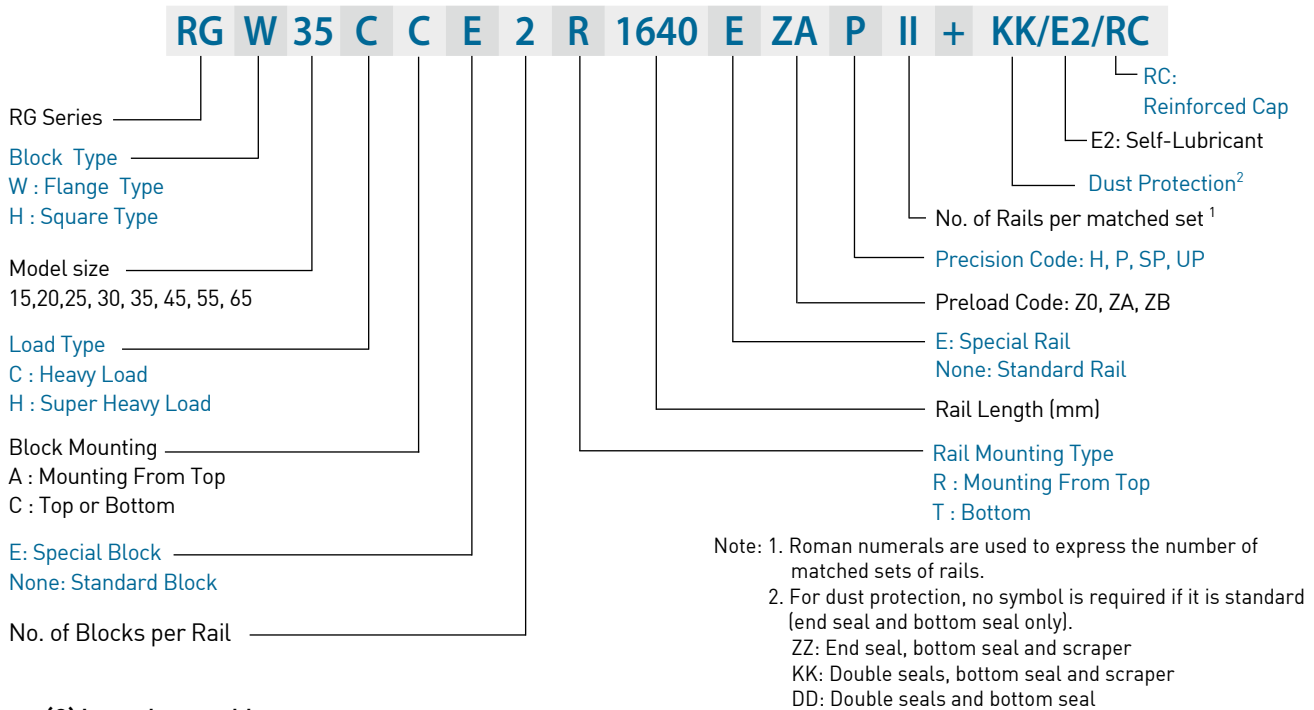 RG W 35 C C E 2 R 1640 E ZA P II + KK/E2/RC
RG Series
Block Type
W : Flange Type
H : Square Type
Model size
15,20,25, 30, 35, 45, 55, 65
Load Type
C : Heavy Load
H : Super Heavy Load
Block Mounting
A : Mounting From Top
C : Top or Bottom
E: Special Block
None: Standard Block
No. of Blocks per Rail
RC:
Reinforced Cap
E2: Self-Lubricant
Dust Protection2
No. of Rails per matched set 1
Precision Code: H, P, SP, UP
Preload Code: Z0, ZA, ZB
E: Special Rail
None: Standard Rail
Rail Length (mm)
Rail Mounting Type
R : Mounting From Top
T : Bottom
Note: 1. Roman numerals are used to express the number of
matched sets of rails.
2. For dust protection, no symbol is required if it is standard
(end seal and bottom seal only).
ZZ: End seal, bottom seal and scraper
KK: Double seals, bottom seal and scraper
DD: Double seals and bottom seal